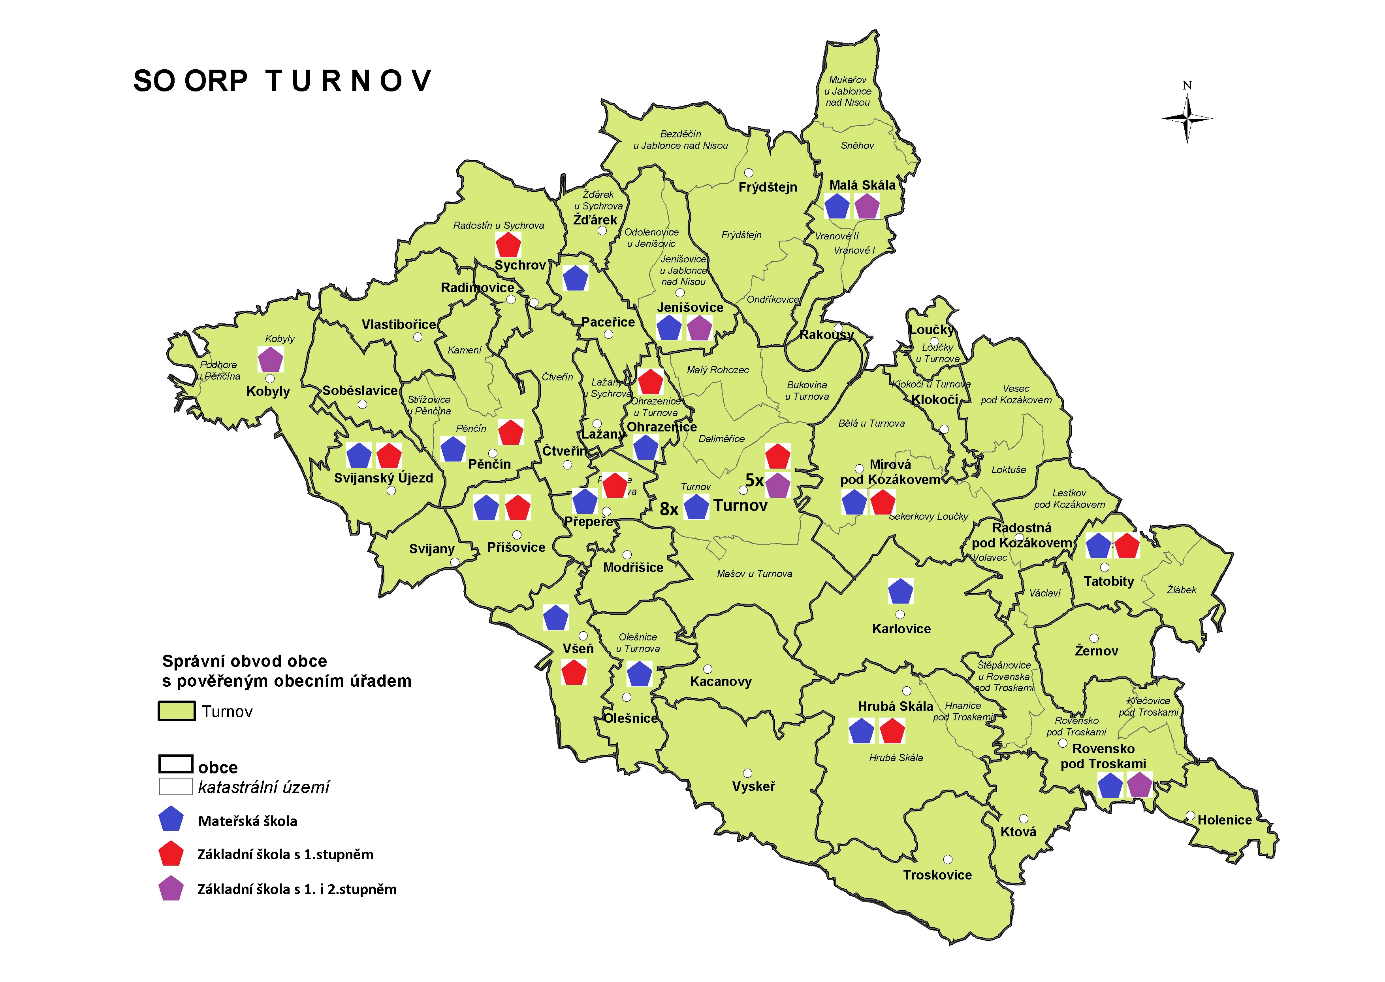 SO ORP T U R N O V
N
Mukařov
u Jablonce
nad Nisou
Bezděčín
u Jablonce nad Nisou
Sněhov
Frýdštejn
Malá Skála
Žďárek
u Sychrova
Žďárek
Radostín u Sychrova
Sychrov
Odolenovice
u Jenišovic
Frýdštejn
Vranové II
Vranové I
Jenišovice
u Jablonce
nad Nisou
Radimovice
Ondříkovice
Jenišovice
Vlastibořice
Paceřice
Rakousy
Loučky
Loučky
u Turnova
Kobyly
Kamení
Podhora
u Pěnčína
Kobyly
Soběslavice
Čtveřín
Lažany
u Sychrova
Malý Rohozec
Bukovina
u Turnova
Klokočí u Turnova
Klokočí
Vesec
pod Kozákovem
Střížovice
u Pěnčína
Ohrazenice
u Turnova
Ohrazenice
Pěnčín
Lažany
Daliměřice
Bělá u Turnova
Pěnčín
Čtveřín
Mírová
pod Kozákovem
Loktuše
Svijanský Újezd
5x
Turnov
8x
Turnov
Lestkov
pod Kozákovem
Přepeře
Sekerkovy Loučky
Radostná
pod Kozákovem
Svijany
Příšovice
Modřišice
Mašov u Turnova
Volavec
Tatobity
Václaví
Žlábek
Karlovice
Všeň
Olešnice
u Turnova
Žernov
Kacanovy
Štěpánovice
u Rovenska
pod Troskami
Olešnice
Hrubá Skála
Hnanice
pod Troskami
Křečovice
pod Troskami
Rovensko
pod Troskami
Rovensko
pod Troskami
Hrubá Skála
Vyskeř
Ktová
Holenice
Troskovice
Správní obvod obce
s pověřeným obecním úřadem
Turnov
obce
katastrální území
Mateřská škola
Základní škola s 1.stupněm
Základní škola s 1. i 2.stupněm